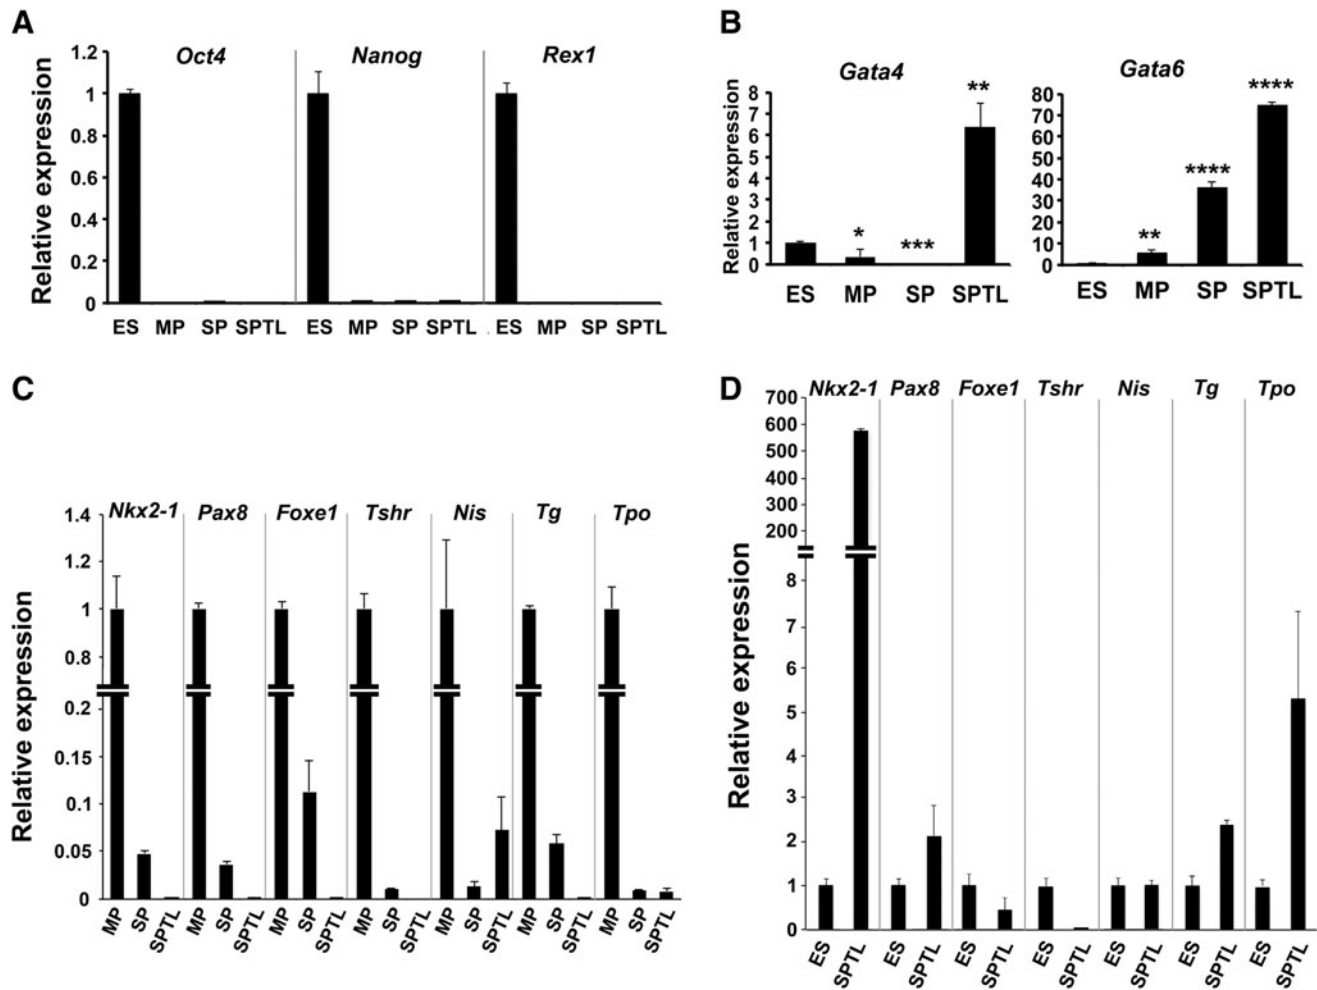 A
Oct4 Nanog Rex1
Relative expression
1.2
1
0.8
0.6
0.4
0.2
0
ES MP SP SPTL ES MP SP SPTL ES MP SP SPTL
B
Gata4
Relative expression
8
7
6
5
4
3
2
1
0
* *** **
ES MP SP SPTL
Gata6
80
70
60
50
40
30
20
10
0
** **** ****
ES MP SP SPTL
C
Nkx2-1 Pax8 Foxe1 Tshr Nis Tg Tpo
Relative expression
1.4
1.2
1
0.8
0.2
0.15
0.1
0.05
0
MP SP SPTL MP SP SPTL MP SP SPTL MP SP SPTL MP SP SPTL MP SP SPTL MP SP SPTL
D
Nkx2-1 Pax8 Foxe1 Tshr Nis Tg Tpo
Relative expression
700
600
500
400
300
200
8
7
6
5
4
3
2
1
0
ES SPTL ES SPTL ES SPTL ES SPTL ES SPTL ES SPTL ES SPTL